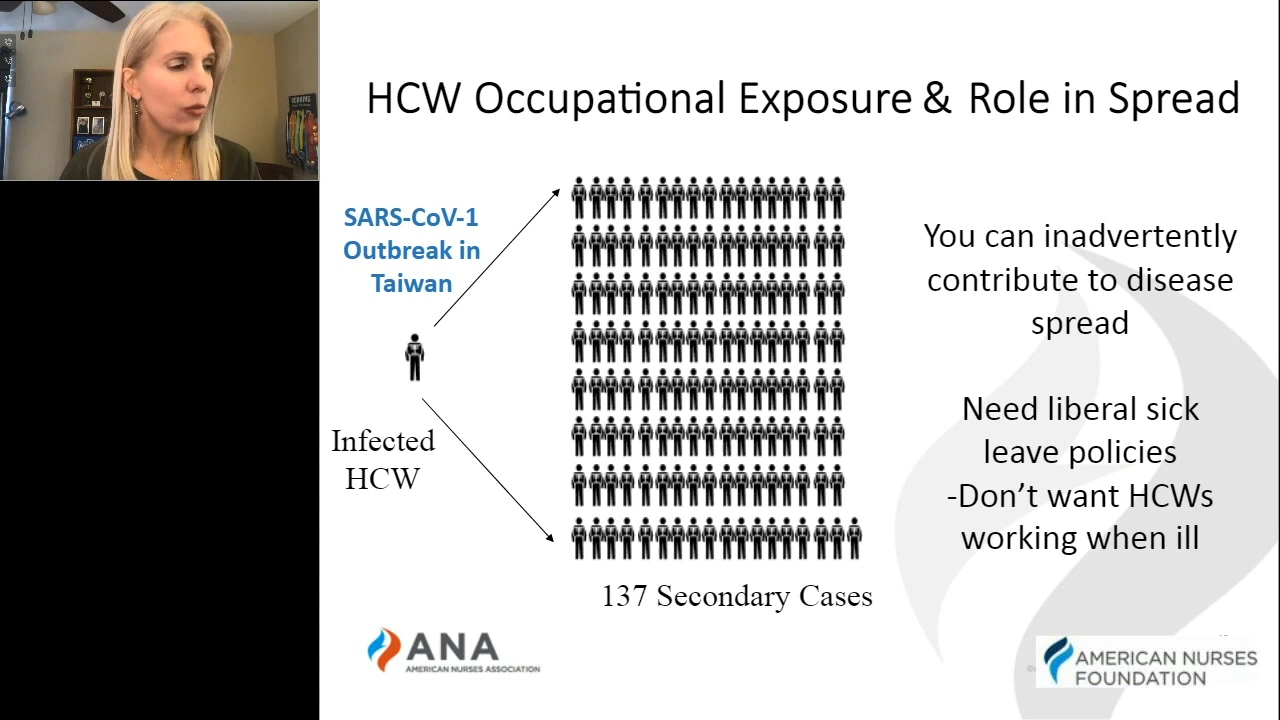 HCW Occupational Exposure & Role in Spread
SARS-CoV-1
Outbreak in
Taiwan
Infected
HCW
137 Secondary Cases
You can inadvertently
contribute to disease
spread
Need liberal sick
leave policies
-Don’t want HCWs
working when ill
ANA
AMERICAN NURSES ASSOCIATION
AMERICAN NURSES
FOUNDATION